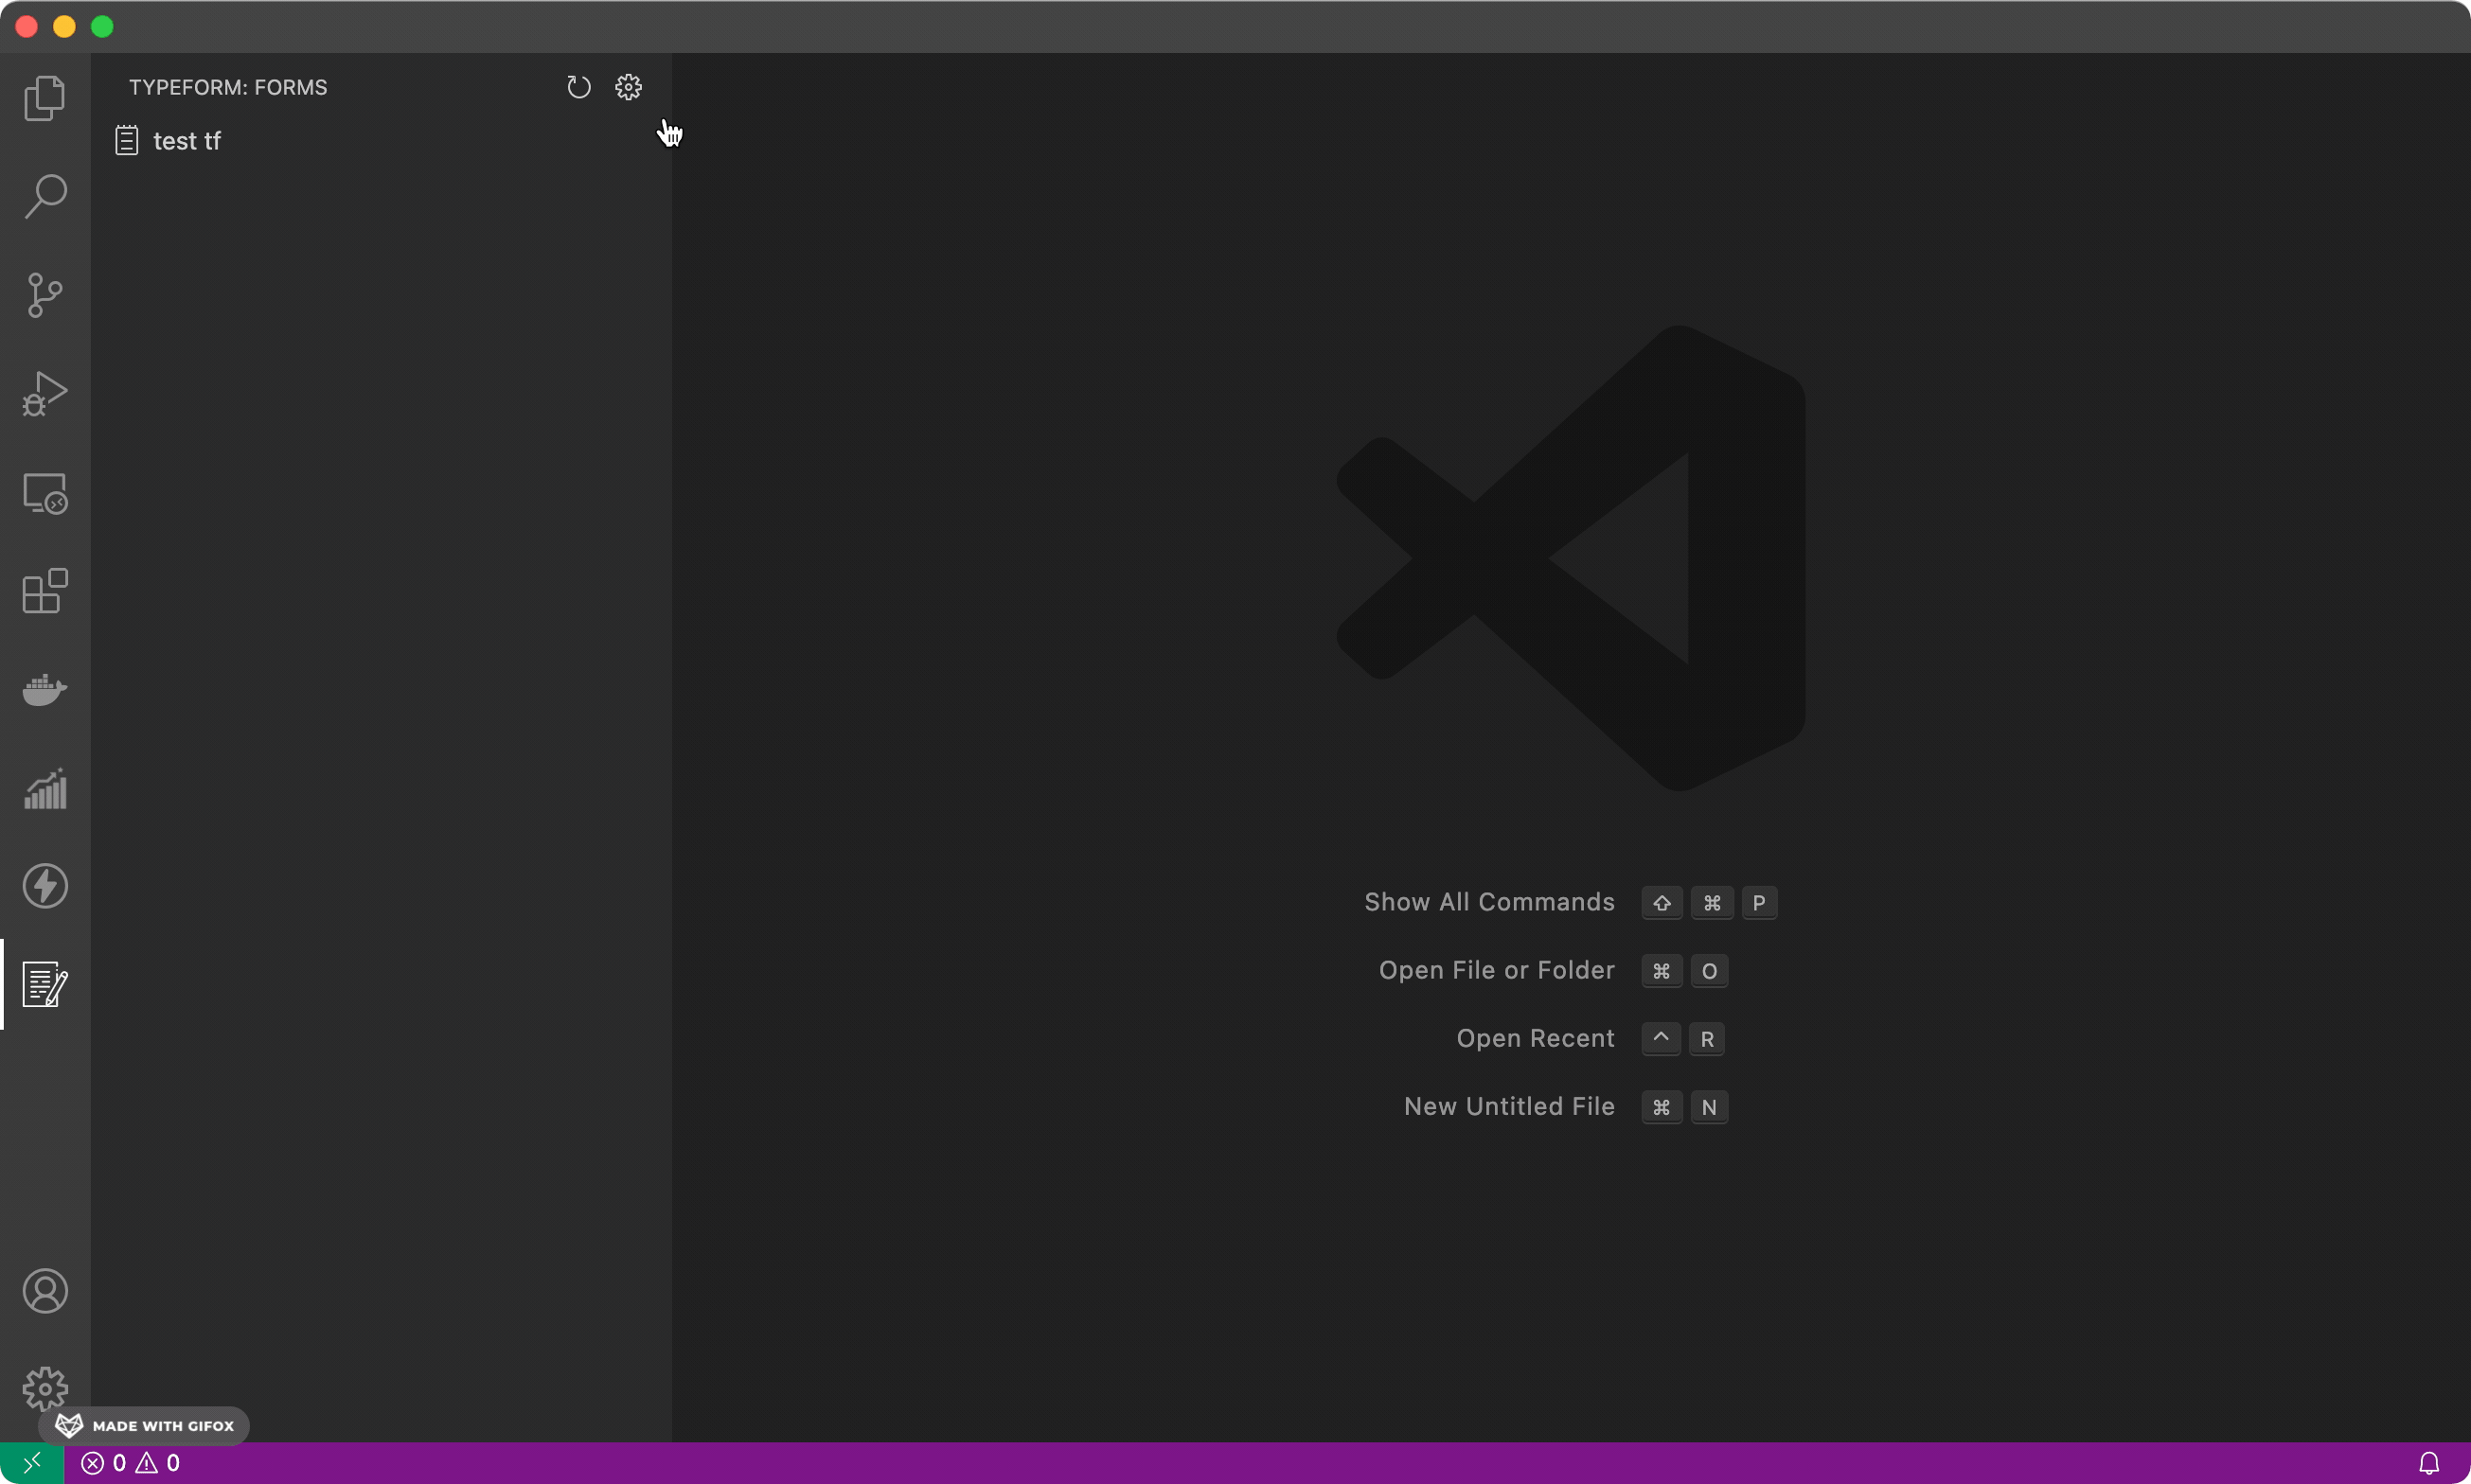 TYPEFORM: FORMS
test tf
Show All Commands ⇧ ⌘ P
Open File or Folder ⌘ O
Open Recent ^ R
New Untitled File ⌘ N
MADE WITH GIFOX
0 0